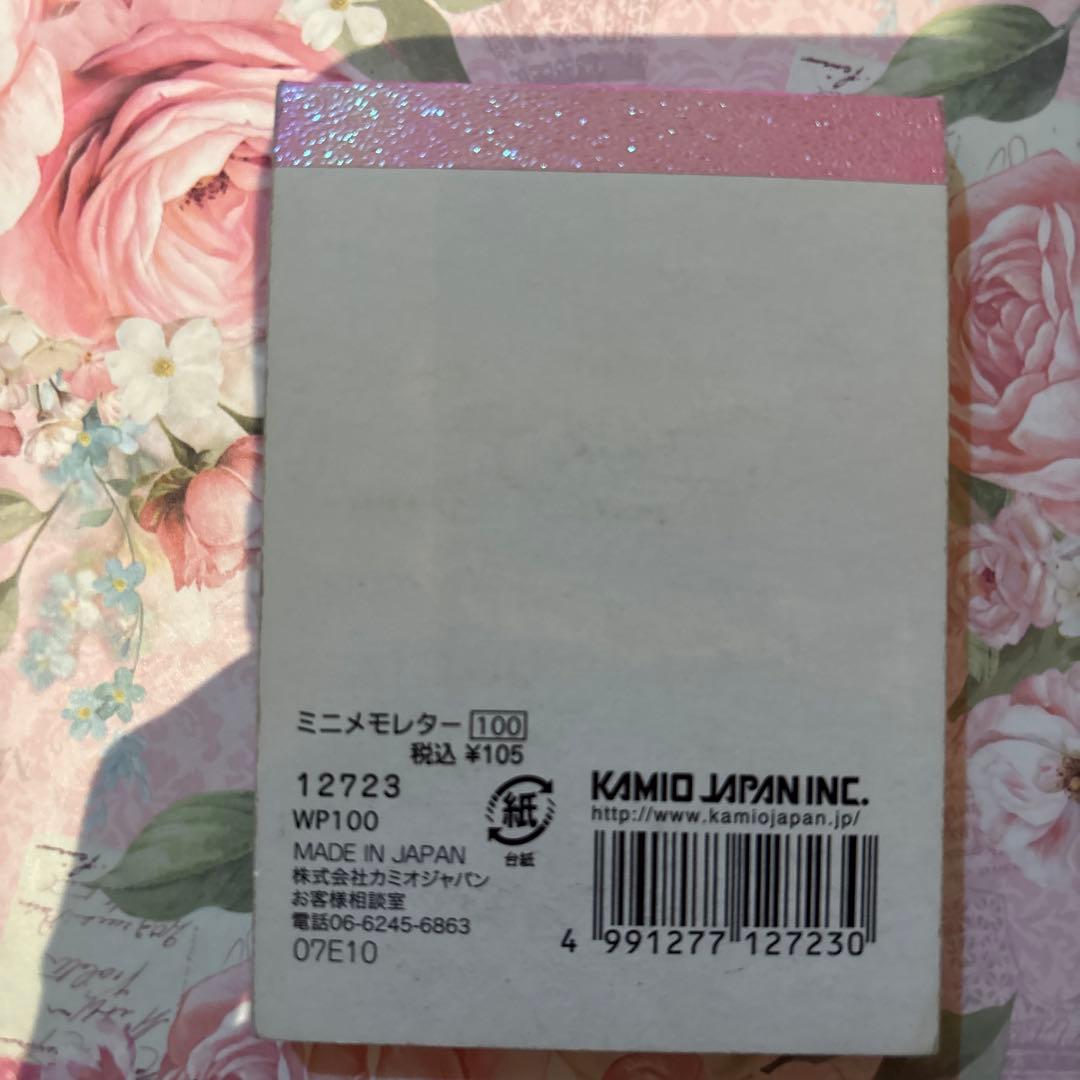 ミニメモレター 100
税込 ¥105
12723
WP100
MADE IN JAPAN
株式会社カミオジャパン
お客様相談室
電話06-6245-6863
07E10
紙
台紙
KAMIO JAPAN INC.
http://www.kamiojapan.jp/
4 991277 127230